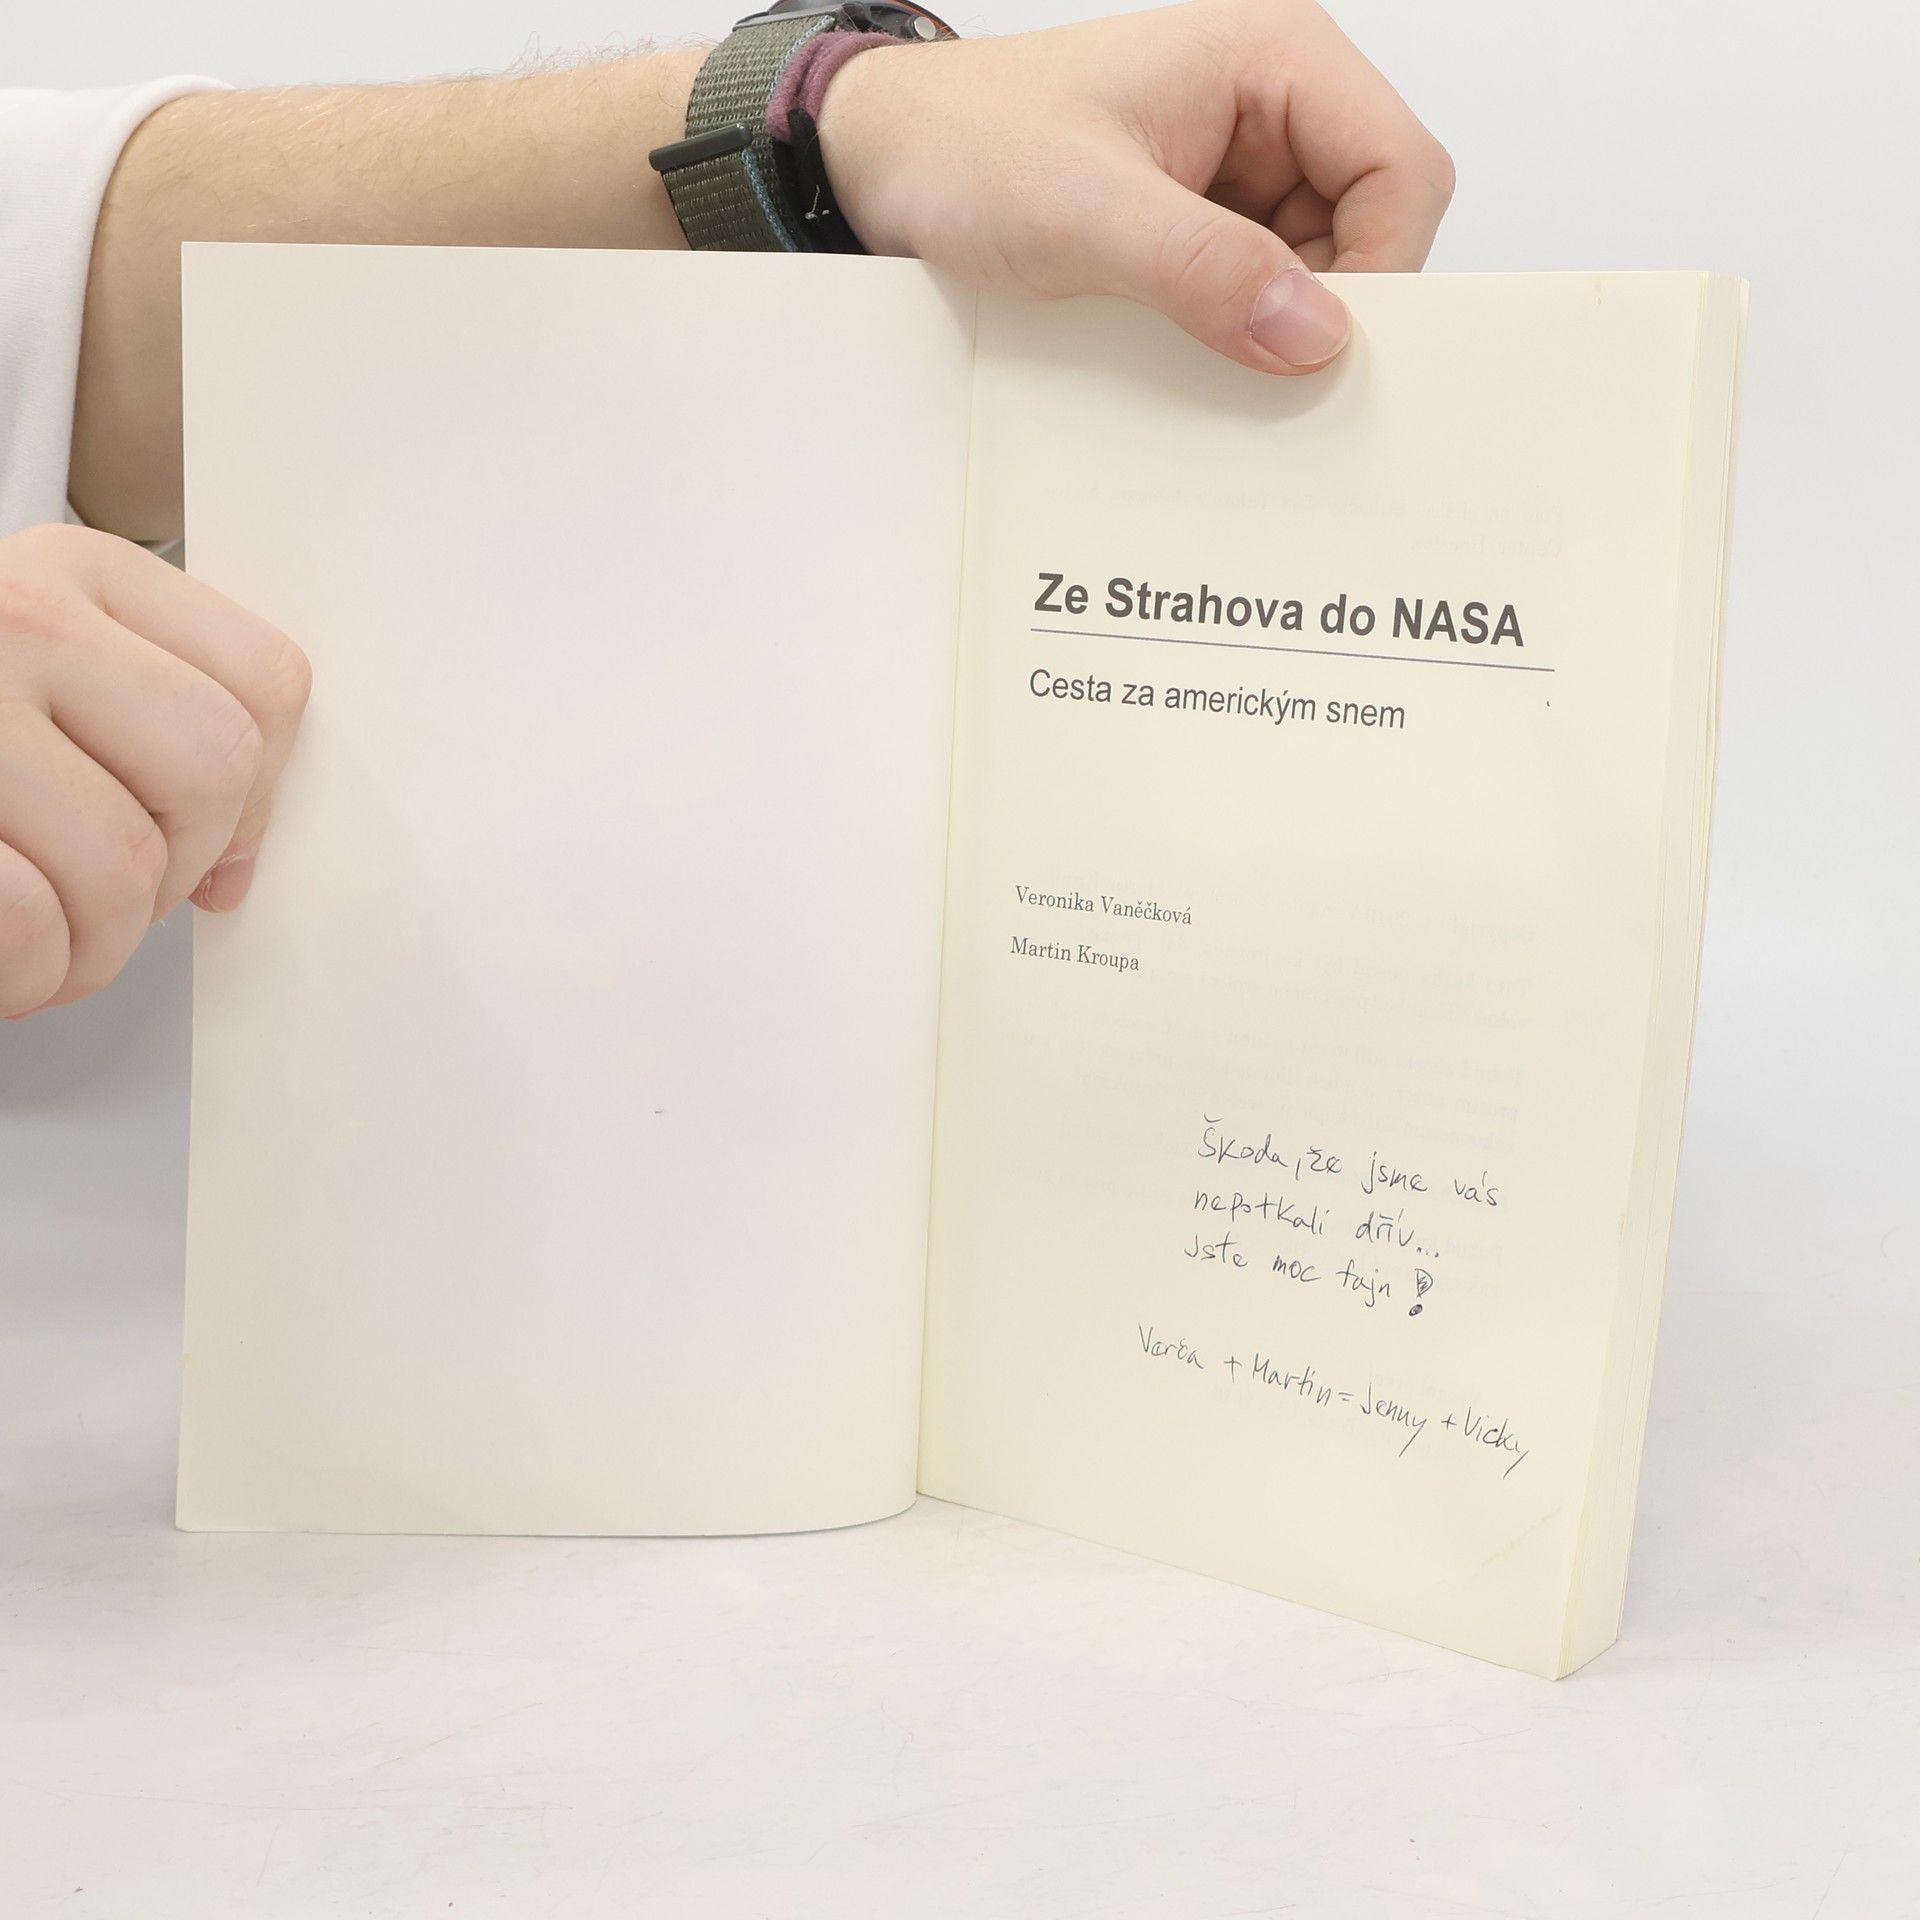 Ze Strahova do NASA
Cesta za americkým snem
Veronika Vaněčková
Martin Kroupa
Škoda, že jsme vás
nepotkali dřív...
Jste moc fajn!
Verča + Martin = Jenny + Vicky